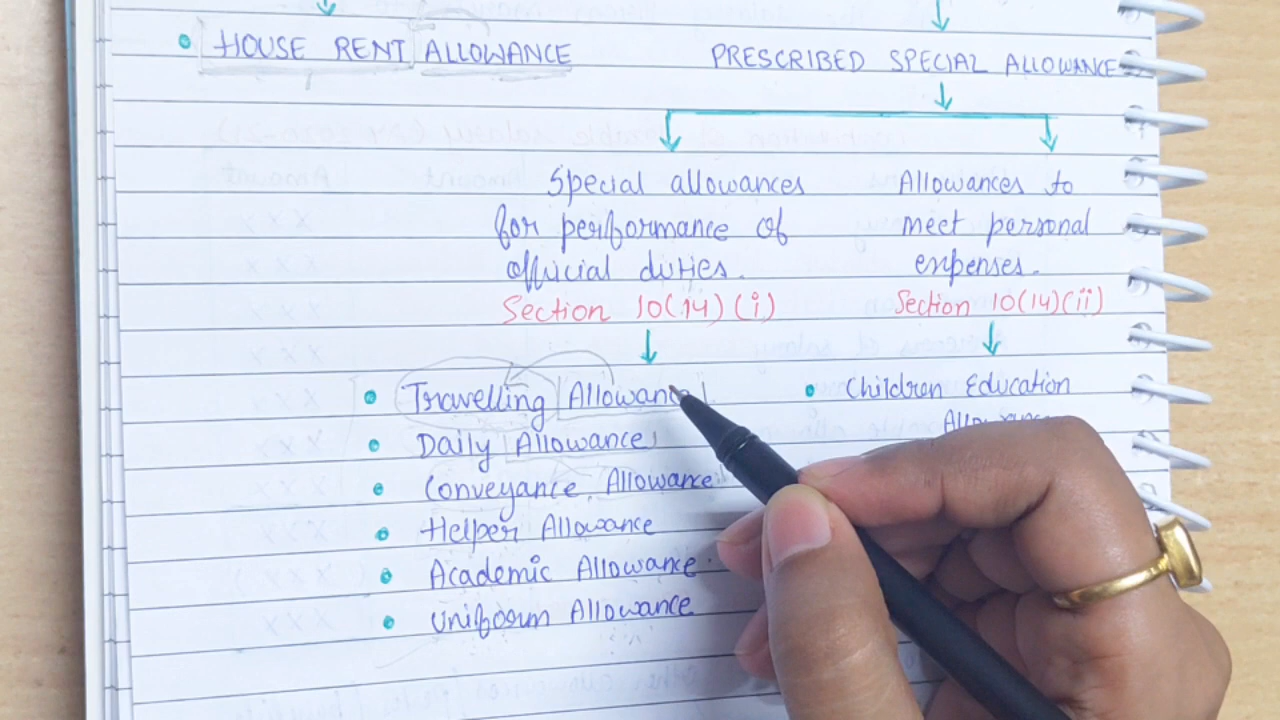 HOUSE RENT ALLOWANCE
PRESCRIBED SPECIAL ALLOWANCE
Special allowances
for performance of
official duties.
Section 10(14)(i)
Allowances to
meet personal
expenses.
Section 10(14)(ii)
Travelling Allowance
Daily Allowance
Conveyance Allowance
Helper Allowance
Academic Allowance
Uniform Allowance
Children Education
Allowance